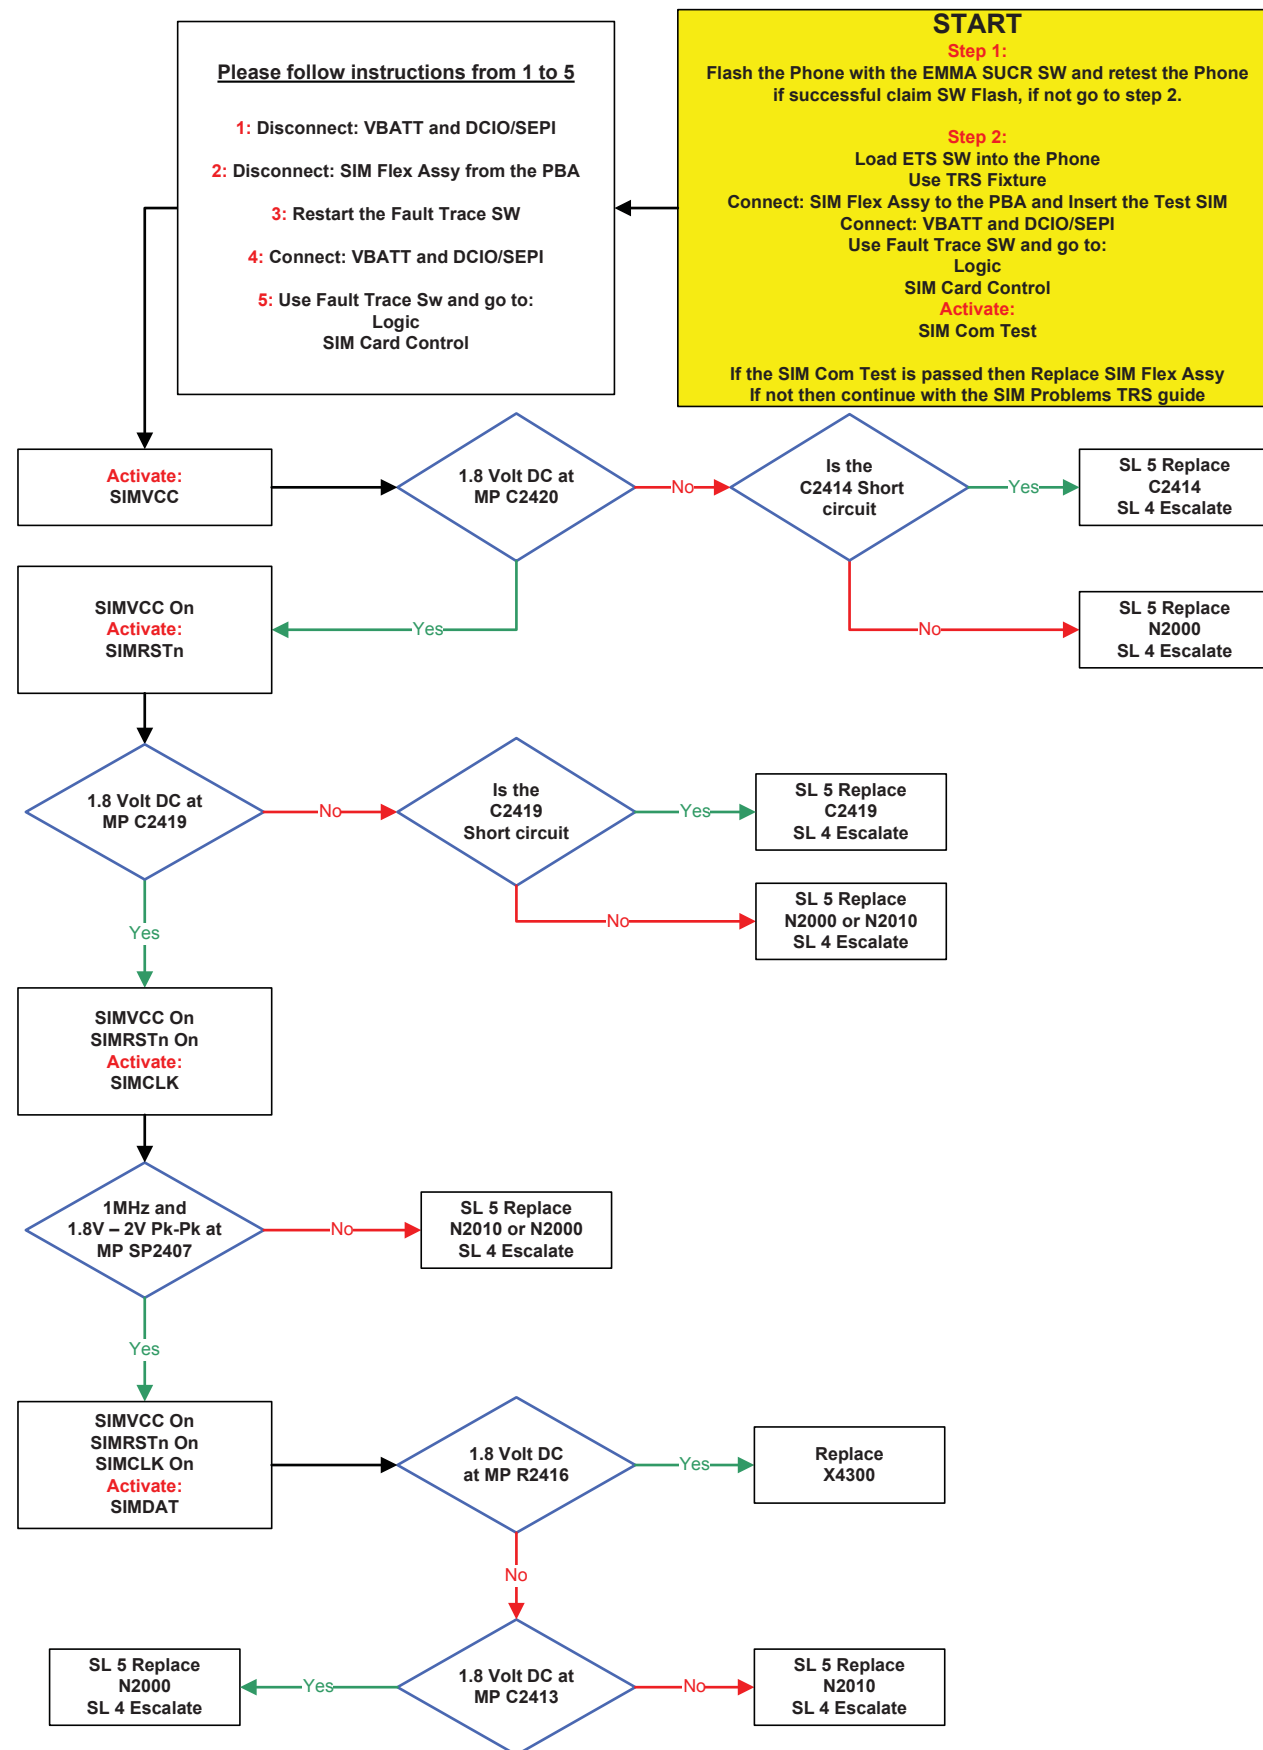 START
Step 1:
Flash the Phone with the EMMA SUCR SW and retest the Phone
if successful claim SW Flash, if not go to step 2.
Step 2:
Load ETS SW into the Phone
Use TRS Fixture
Connect: SIM Flex Assy to the PBA and Insert the Test SIM
Connect: VBATT and DCIO/SEPI
Use Fault Trace SW and go to:
Logic
SIM Card Control
Activate:
SIM Com Test
If the SIM Com Test is passed then Replace SIM Flex Assy
If not then continue with the SIM Problems TRS guide
Please follow instructions from 1 to 5
1: Disconnect: VBATT and DCIO/SEPI
2: Disconnect: SIM Flex Assy from the PBA
3: Restart the Fault Trace SW
4: Connect: VBATT and DCIO/SEPI
5: Use Fault Trace Sw and go to:
Logic
SIM Card Control
Activate:
SIMVCC
1.8 Volt DC at
MP C2420
No
Is the
C2414 Short
circuit
Yes
SL 5 Replace
C2414
SL 4 Escalate
No
SL 5 Replace
N2000
SL 4 Escalate
Yes
SIMVCC On
Activate:
SIMRSTn
1.8 Volt DC at
MP C2419
No
Is the
C2419
Short circuit
Yes
SL 5 Replace
C2419
SL 4 Escalate
No
SL 5 Replace
N2000 or N2010
SL 4 Escalate
Yes
SIMVCC On
SIMRSTn On
Activate:
SIMCLK
1MHz and
1.8V – 2V Pk-Pk at
MP SP2407
No
SL 5 Replace
N2010 or N2000
SL 4 Escalate
Yes
SIMVCC On
SIMRSTn On
SIMCLK On
Activate:
SIMDAT
1.8 Volt DC
at MP R2416
Yes
Replace
X4300
No
1.8 Volt DC at
MP C2413
Yes
SL 5 Replace
N2000
SL 4 Escalate
No
SL 5 Replace
N2010
SL 4 Escalate